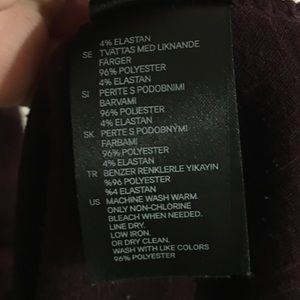 4% ELASTAN
SE TVÄTTAS MED LIKNANDE
FÄRGER
96% POLYESTER
4% ELASTAN
SI PERITE S PODOBNIMI
BARVAMI
96% POLIESTER
4% ELASTAN
SK PERTE S PODOBNÝMI
FARBAMI
96% POLYESTER
4% ELASTAN
TR BENZER RENKLERLE YIKAYIN
%96 POLYESTER
%4 ELASTAN
US MACHINE WASH WARM.
ONLY NON-CHLORINE
BLEACH WHEN NEEDED.
LINE DRY.
LOW IRON.
OR DRY CLEAN.
WASH WITH LIKE COLORS
96% POLYESTER